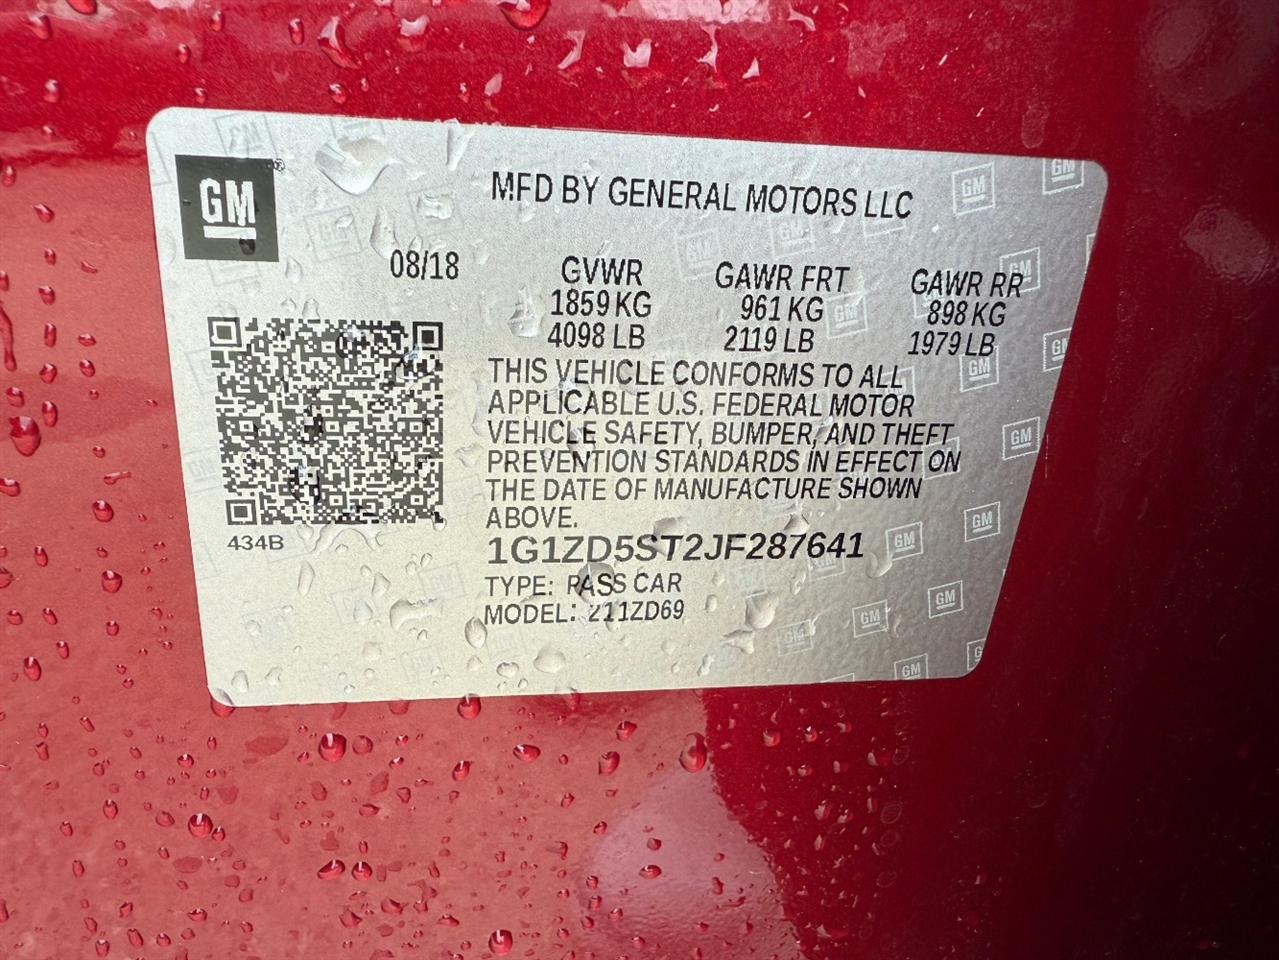 GM
MFD BY GENERAL MOTORS LLC
08/18
GVWR GAWR FRT GAWR RR
1859 KG 961 KG 898 KG
4098 LB 2119 LB 1979 LB
THIS VEHICLE CONFORMS TO ALL
APPLICABLE U.S. FEDERAL MOTOR
VEHICLE SAFETY, BUMPER, AND THEFT
PREVENTION STANDARDS IN EFFECT ON
THE DATE OF MANUFACTURE SHOWN
ABOVE.
434B
1G1ZD5ST2JF287641
TYPE: PASS CAR
MODEL: 211ZD69